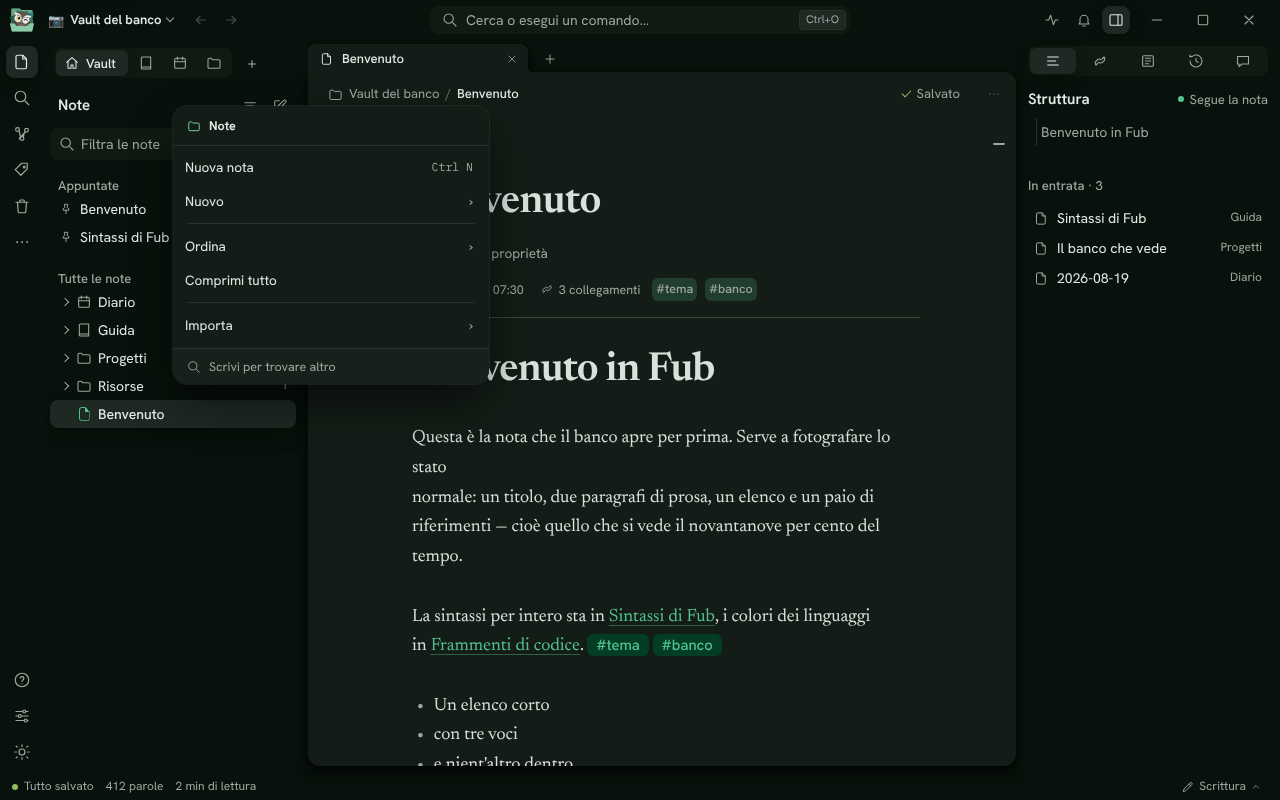 Vault del banco
Cerca o esegui un comando...
Ctrl+O
Vault
Benvenuto
Note
Vault del banco / Benvenuto
Salvato
Struttura
Segue la nota
Filtra le note
Benvenuto in Fub
Appuntate
Benvenuto
Sintassi di Fub
Tutte le note
Diario
Guida
Progetti
Risorse
Benvenuto
Note
Nuova nota
Ctrl N
Nuovo
Ordina
Comprimi tutto
Importa
Scrivi per trovare altro
venuto
proprietà
07:30
3 collegamenti
#tema
#banco
venuto in Fub
Questa è la nota che il banco apre per prima. Serve a fotografare lo
stato
normale: un titolo, due paragrafi di prosa, un elenco e un paio di
riferimenti — cioè quello che si vede il novantanove per cento del
tempo.
La sintassi per intero sta in Sintassi di Fub, i colori dei linguaggi
in Frammenti di codice. #tema #banco
• Un elenco corto
• con tre voci
• e nient'altro dentro
In entrata · 3
Sintassi di Fub
Guida
Il banco che vede
Progetti
2026-08-19
Diario
Tutto salvato
412 parole
2 min di lettura
Scrittura